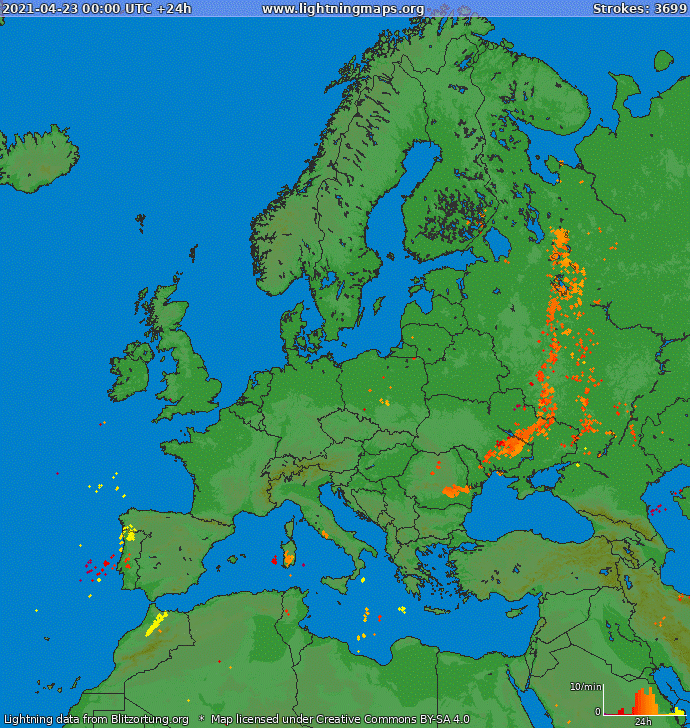 2021-04-23 00:00 UTC +24h www.lightningmaps.org Strokes: 3699
10/min
0
24h
Lightning data from Blitzortung.org * Map licensed under Creative Commons BY-SA 4.0